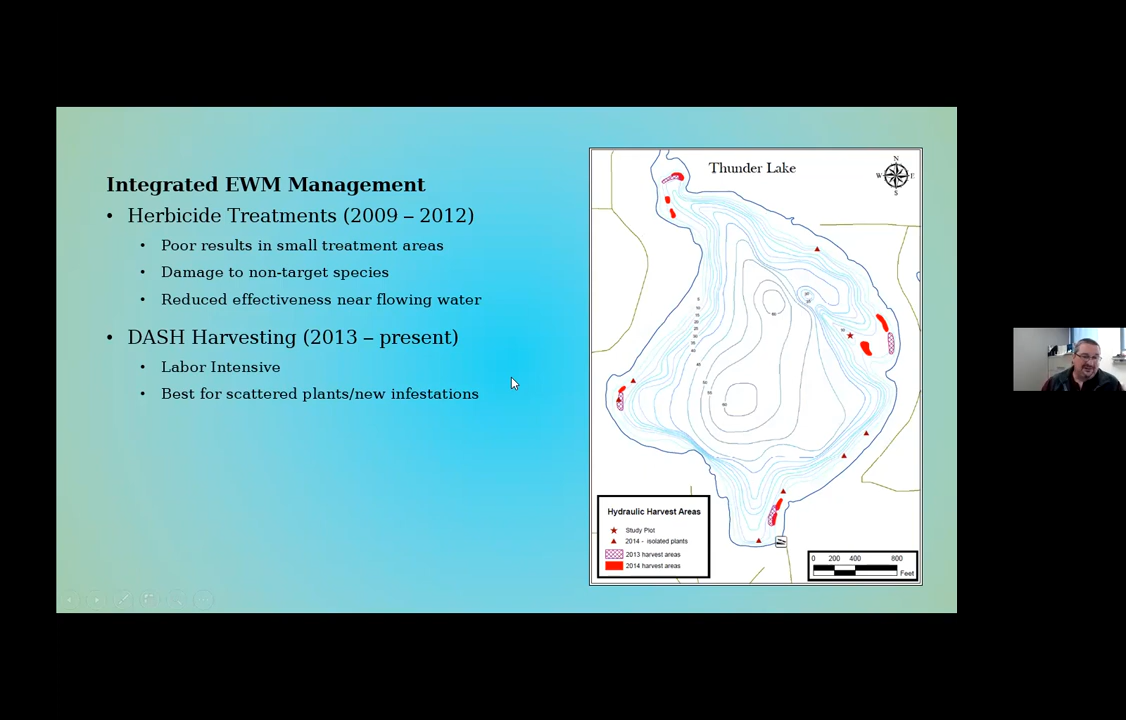 Integrated EWM Management
• Herbicide Treatments (2009 – 2012)
• Poor results in small treatment areas
• Damage to non-target species
• Reduced effectiveness near flowing water
• DASH Harvesting (2013 – present)
• Labor Intensive
• Best for scattered plants/new infestations
Thunder Lake
N
W E
S
Hydraulic Harvest Areas
Study Plot
2014 - isolated plants
2013 harvest areas
2014 harvest areas
0 200 400 800
Feet